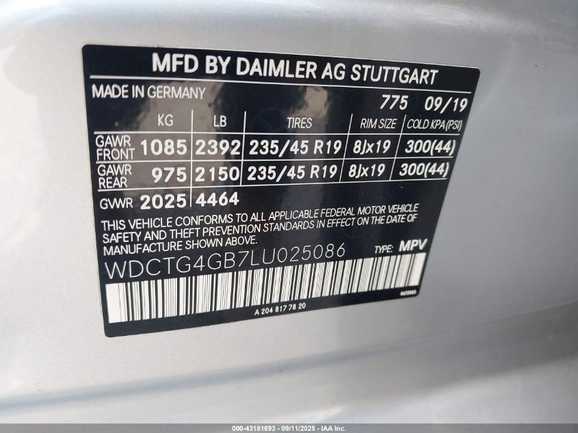 MFD BY DAIMLER AG STUTTGART
MADE IN GERMANY 775 09/19
KG LB TIRES RIM SIZE COLD KPA(PSI)
GAWR FRONT 1085 2392 235/45 R19 8Jx19 300(44)
GAWR REAR 975 2150 235/45 R19 8Jx19 300(44)
GVWR 2025 4464
THIS VEHICLE CONFORMS TO ALL APPLICABLE FEDERAL MOTOR VEHICLE
SAFETY AND THEFT PREVENTION STANDARDS IN EFFECT ON THE DATE OF
MANUFACTURE SHOWN ABOVE.
WDCTG4GB7LU025086 TYPE: MPV
A 204 817 76 20
000-43181693 - 09/11/2025 - IAA Inc.